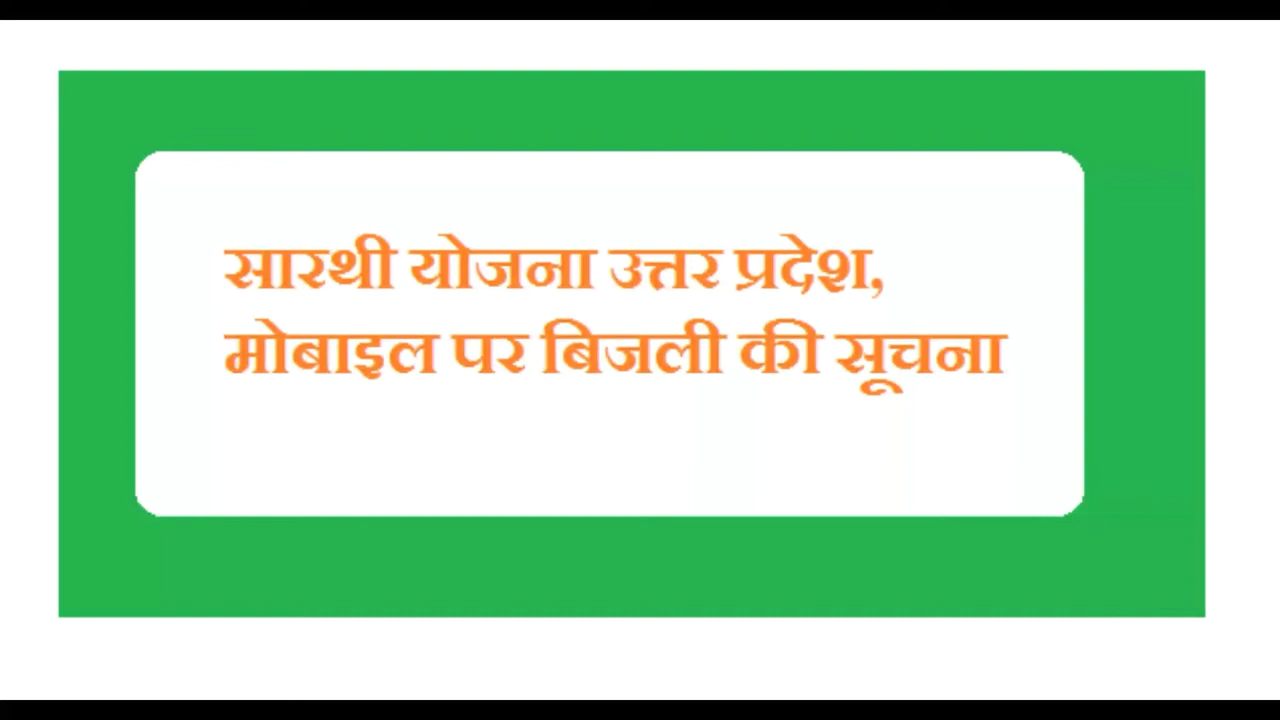 सारथी योजना उत्तर प्रदेश,
मोबाइल पर बिजली की सूचना